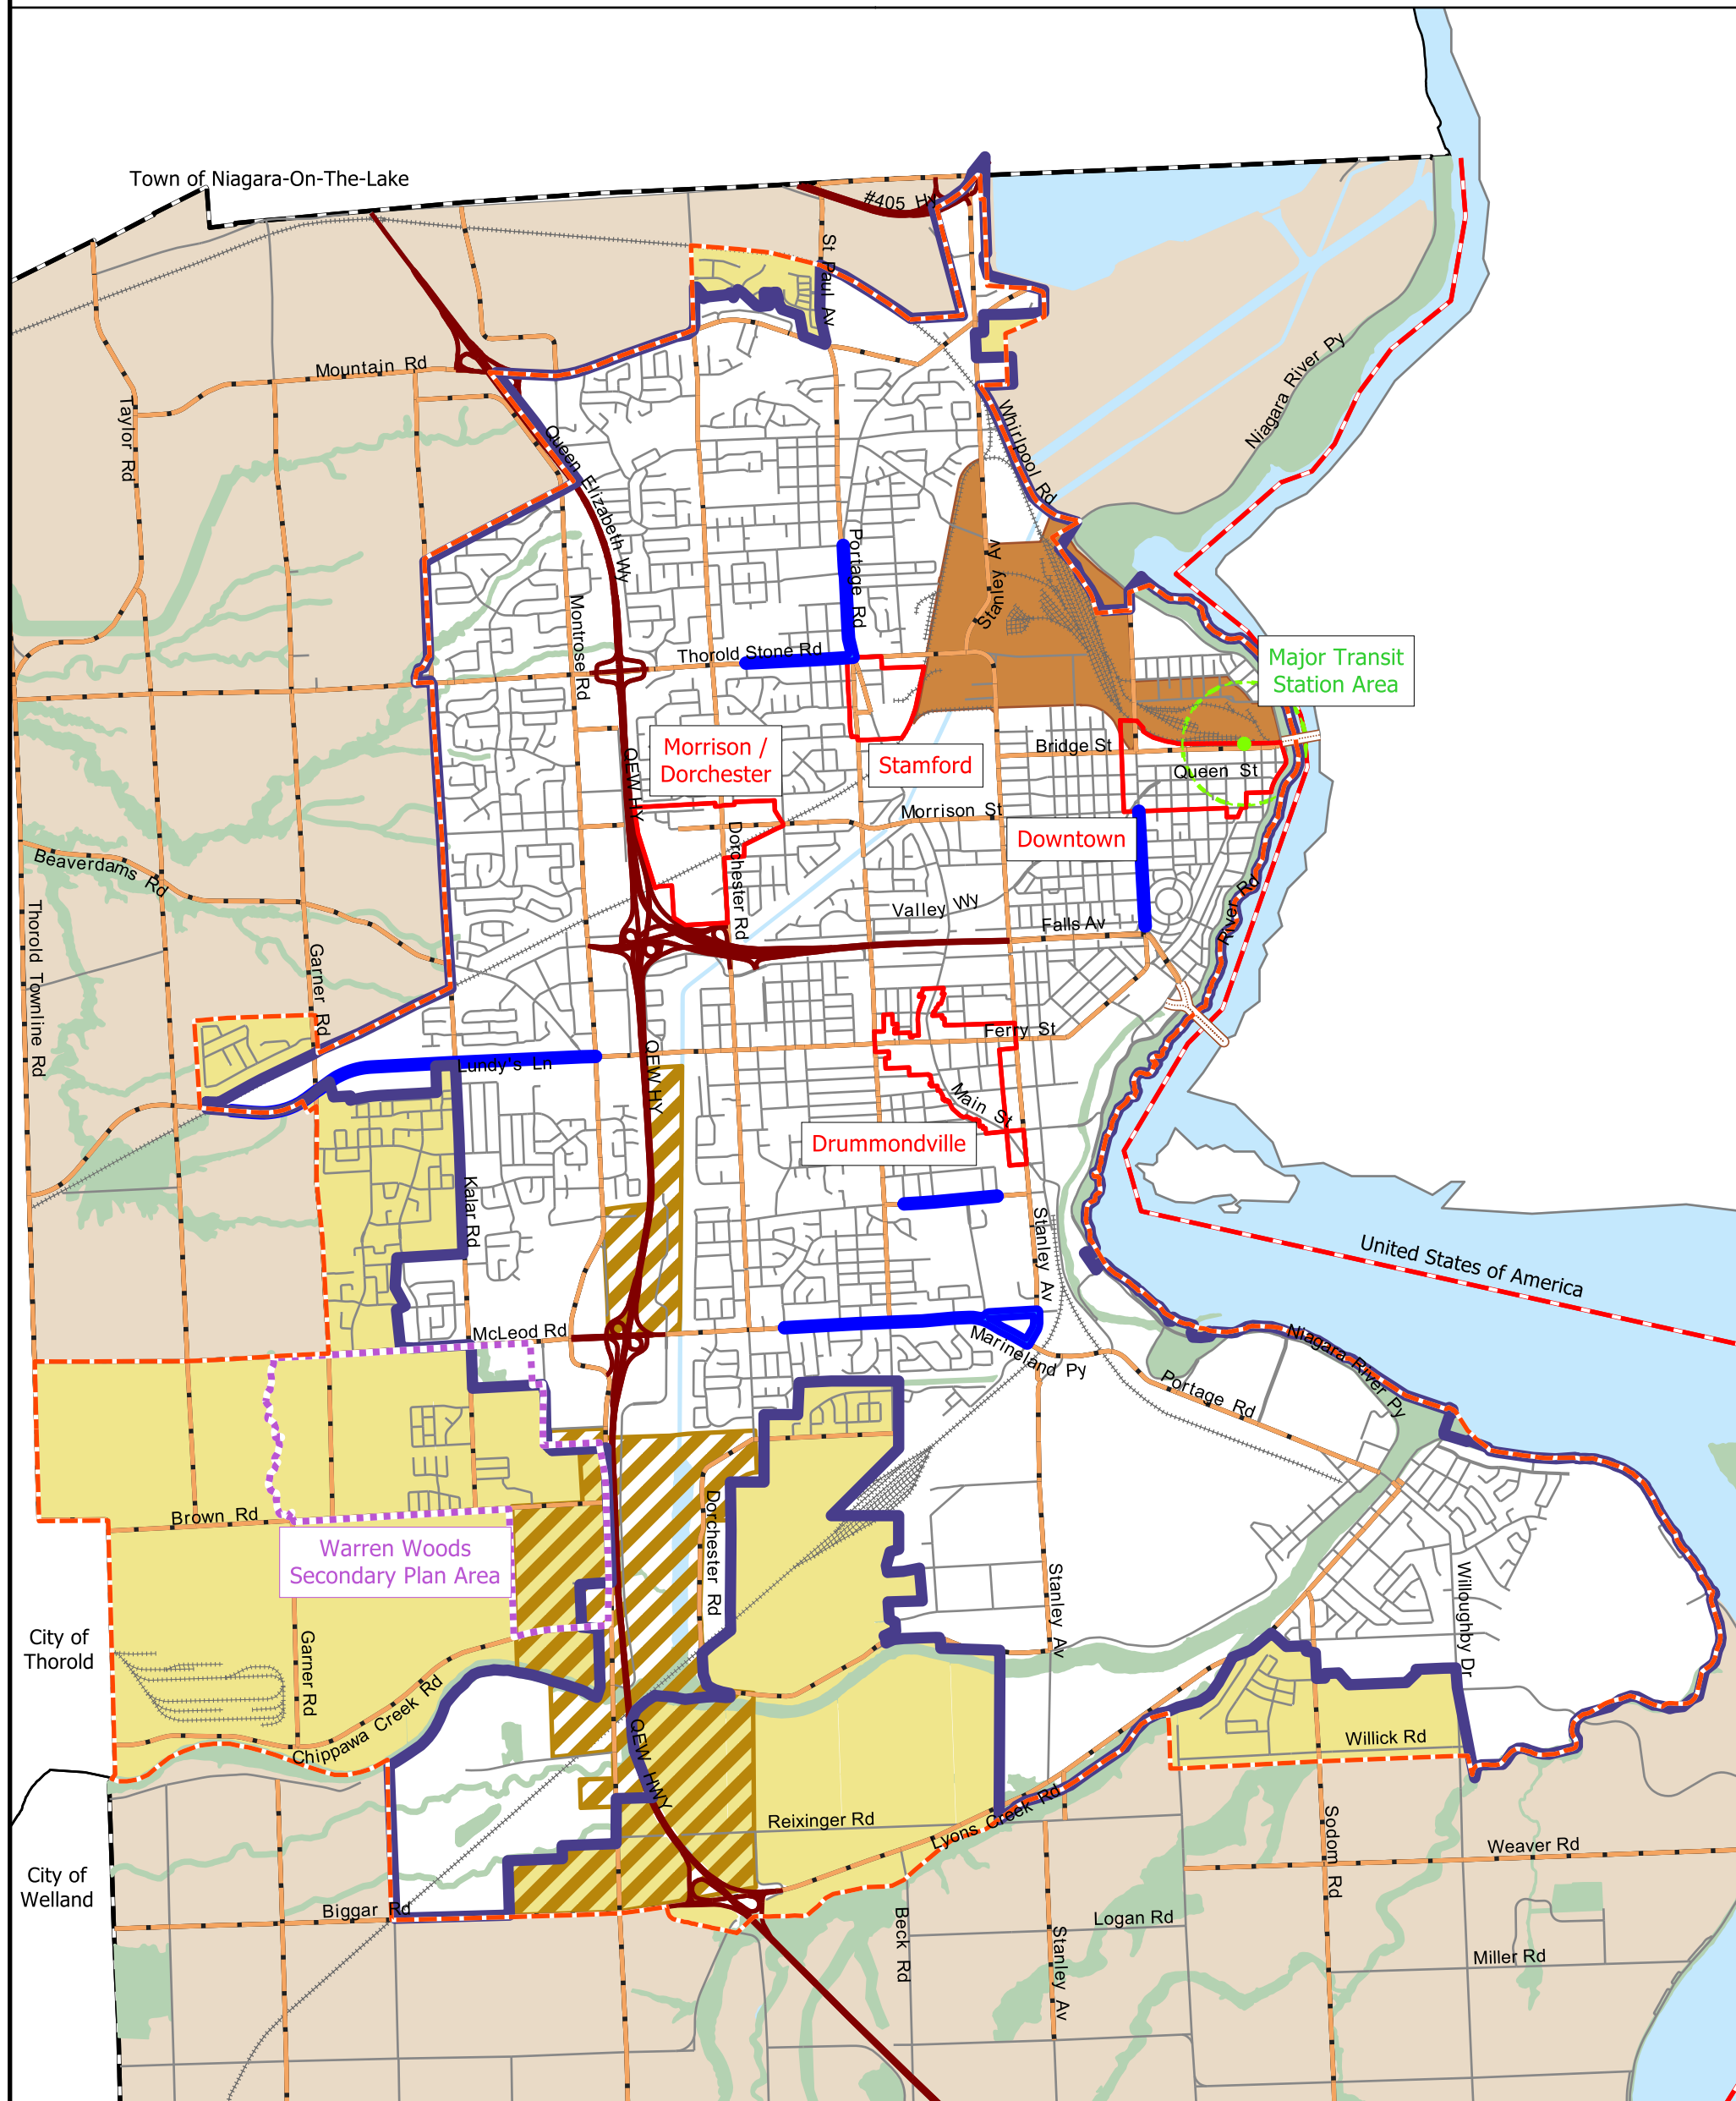 Town of Niagara-On-The-Lake
#405 Hy
St Paul Av
Mountain Rd
Taylor Rd
Niagara River Py
Queen Elizabeth Wy
Whirlpool Rd
Portage Rd
Stanley Av
Montrose Rd
Thorold Stone Rd
Major Transit
Station Area
Morrison /
Dorchester
Stamford
Bridge St
Queen St
QEW HY
Morrison St
Downtown
Dorchester Rd
Beaverdams Rd
Valley Wy
Falls Av
River Rd
Thorold Townline Rd
Garner Rd
Ferry St
Lundy's Ln
QEW HY
Main St
Drummondville
Kalar Rd
Stanley Av
United States of America
McLeod Rd
Marineland Py
Niagara River Py
Portage Rd
Brown Rd
Dorchester Rd
Warren Woods
Secondary Plan Area
Stanley Av
Willoughby Dr
City of
Thorold
Garner Rd
Chippawa Creek Rd
QEW HWY
Willick Rd
Reixinger Rd
Lyons Creek Rd
Sodom Rd
Weaver Rd
City of
Welland
Biggar Rd
Beck Rd
Logan Rd
Stanley Av
Miller Rd